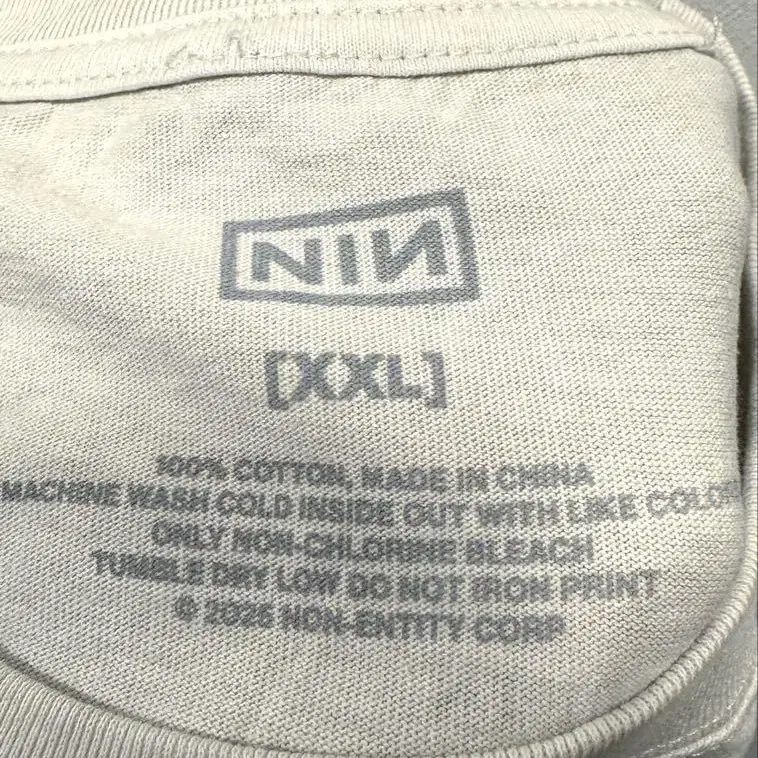 NIN
[XXL]
100% COTTON, MADE IN CHINA
MACHINE WASH COLD INSIDE OUT WITH LIKE COLORS
ONLY NON-CHLORINE BLEACH
TUMBLE DRY LOW DO NOT IRON PRINT
© 2025 NON-ENTITY CORP